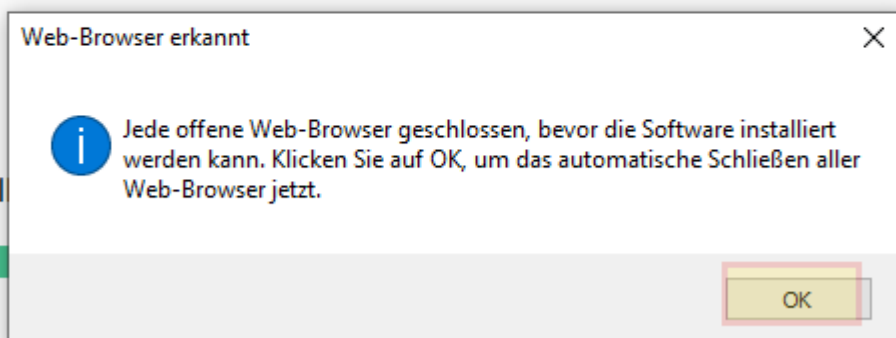 Web-Browser erkannt
Jede offene Web-Browser geschlossen, bevor die Software installiert
werden kann. Klicken Sie auf OK, um das automatische Schließen aller
Web-Browser jetzt.
OK